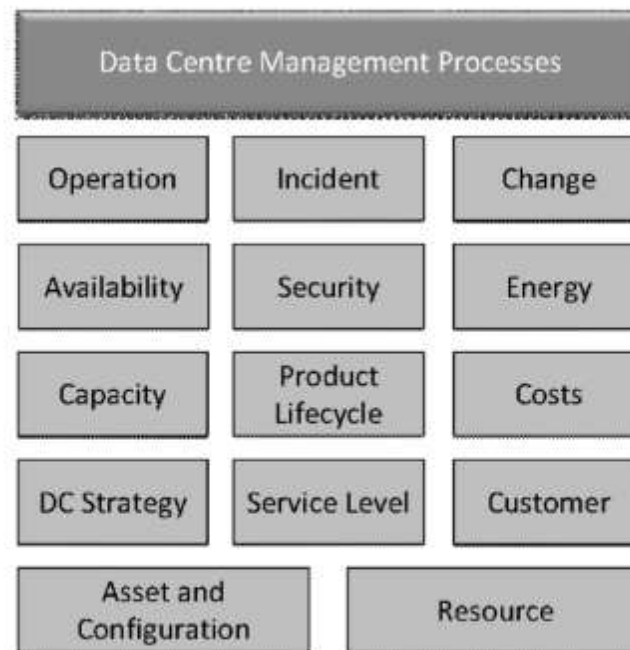 Data Centre Management Processes
Operation
Incident
Change
Availability
Security
Energy
Capacity
Product
Lifecycle
Costs
DC Strategy
Service Level
Customer
Asset and
Configuration
Resource